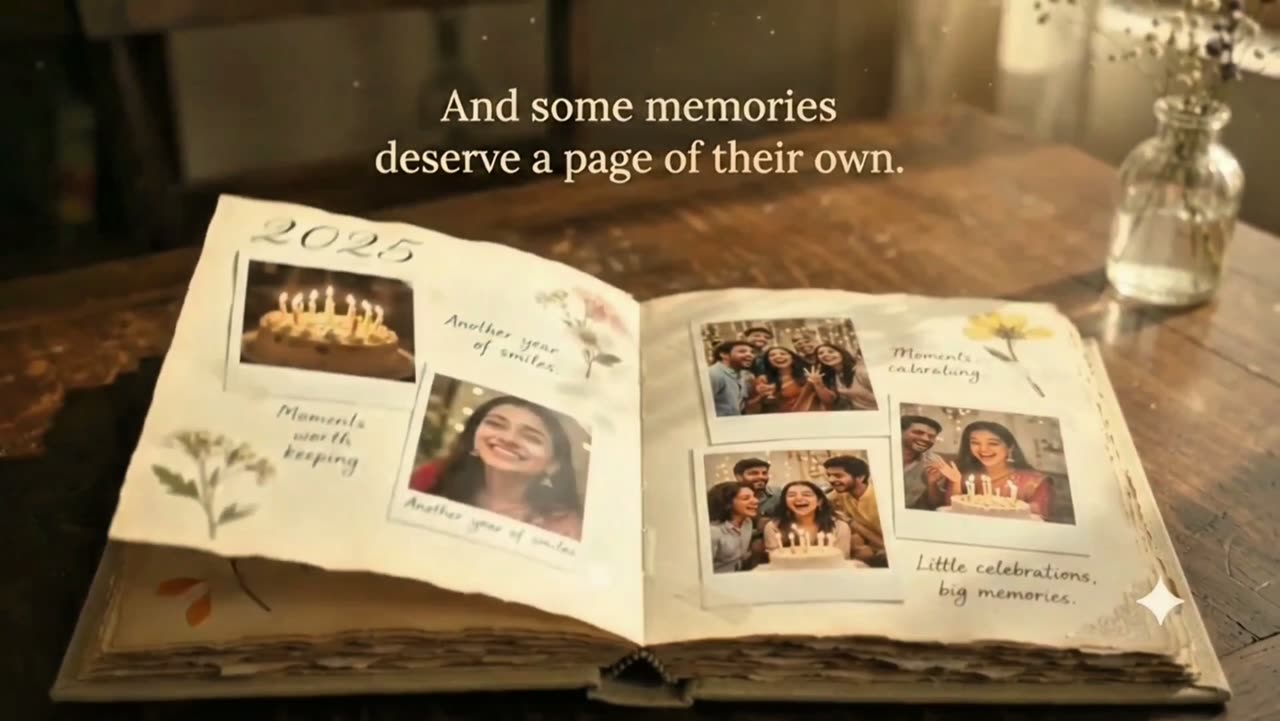 And some memories
deserve a page of their own.
2025
Another year
of smiles.
Moments
worth
keeping
Another year of smiles
Moments
cabralung
Little celebrations,
big memories.